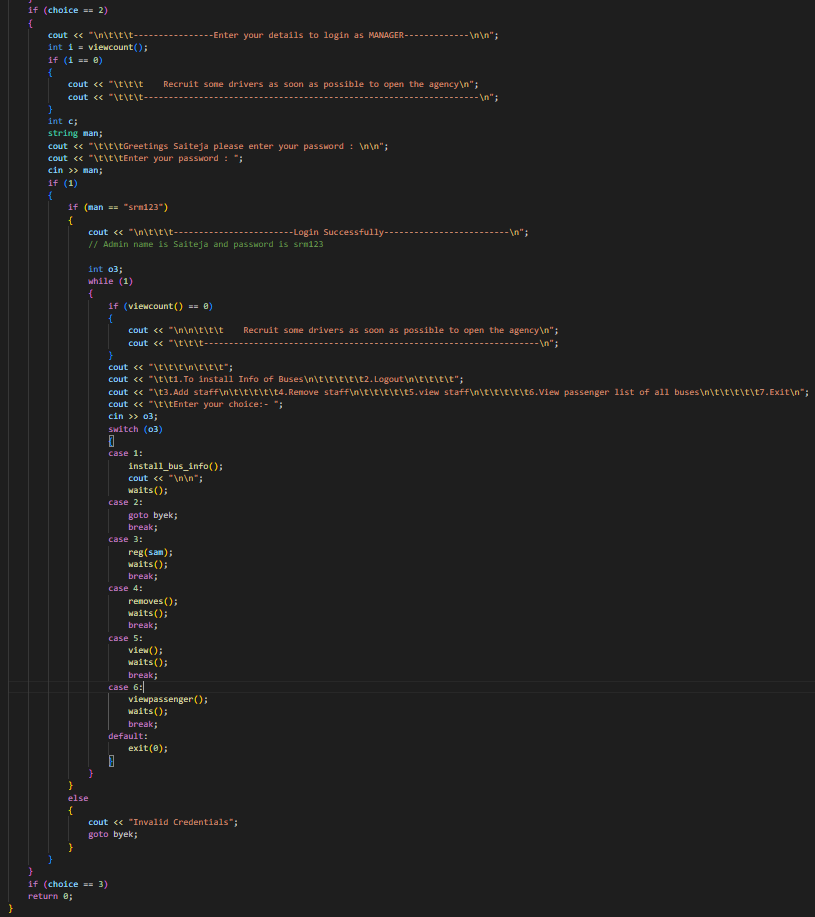 }
if (choice == 2)
{
cout << "\n\t\t\t----------------Enter your details to login as MANAGER-------------\n\n";
int i = viewcount();
if (i == 0)
{
cout << "\t\t\t    Recruit some drivers as soon as possible to open the agency\n";
cout << "\t\t\t-------------------------------------------------------------------\n";
}
int c;
string man;
cout << "\t\t\tGreetings Saiteja please enter your password : \n\n";
cout << "\t\t\tEnter your password : ";
cin >> man;
if (1)
{
if (man == "srm123")
{
cout << "\n\t\t\t------------------------Login Successfully-------------------------\n";
// Admin name is Saiteja and password is srm123
int o3;
while (1)
{
if (viewcount() == 0)
{
cout << "\n\n\t\t\t    Recruit some drivers as soon as possible to open the agency\n";
cout << "\t\t\t-------------------------------------------------------------------\n";
}
cout << "\t\t\t\n\t\t\t";
cout << "\t\t1.To install Info of Buses\n\t\t\t\t\t2.Logout\n\t\t\t\t";
cout << "\t3.Add staff\n\t\t\t\t\t4.Remove staff\n\t\t\t\t\t5.view staff\n\t\t\t\t\t6.View passenger list of all buses\n\t\t\t\t\t7.Exit\n";
cout << "\t\tEnter your choice:- ";
cin >> o3;
switch (o3)
{
case 1:
install_bus_info();
cout << "\n\n";
waits();
case 2:
goto byek;
break;
case 3:
reg(sam);
waits();
break;
case 4:
removes();
waits();
break;
case 5:
view();
waits();
break;
case 6:
viewpassenger();
waits();
break;
default:
exit(0);
}
}
}
else
{
cout << "Invalid Credentials";
goto byek;
}
}
}
if (choice == 3)
return 0;
}